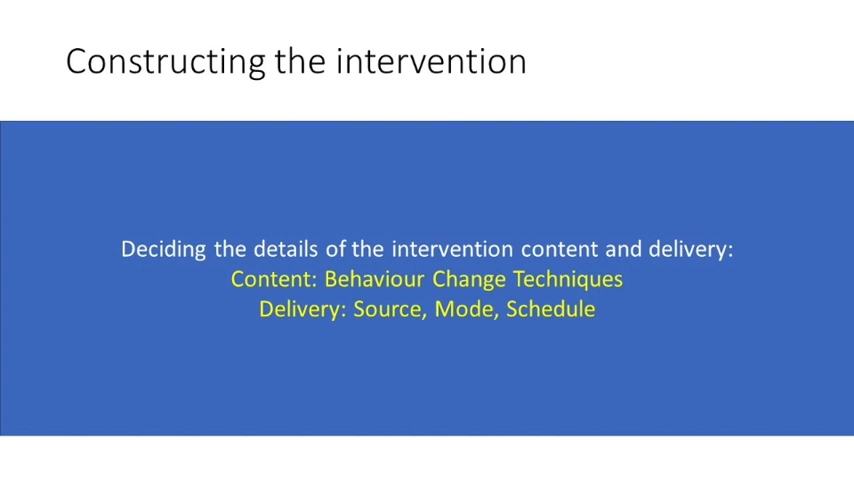 Constructing the intervention
Deciding the details of the intervention content and delivery:
Content: Behaviour Change Techniques
Delivery: Source, Mode, Schedule